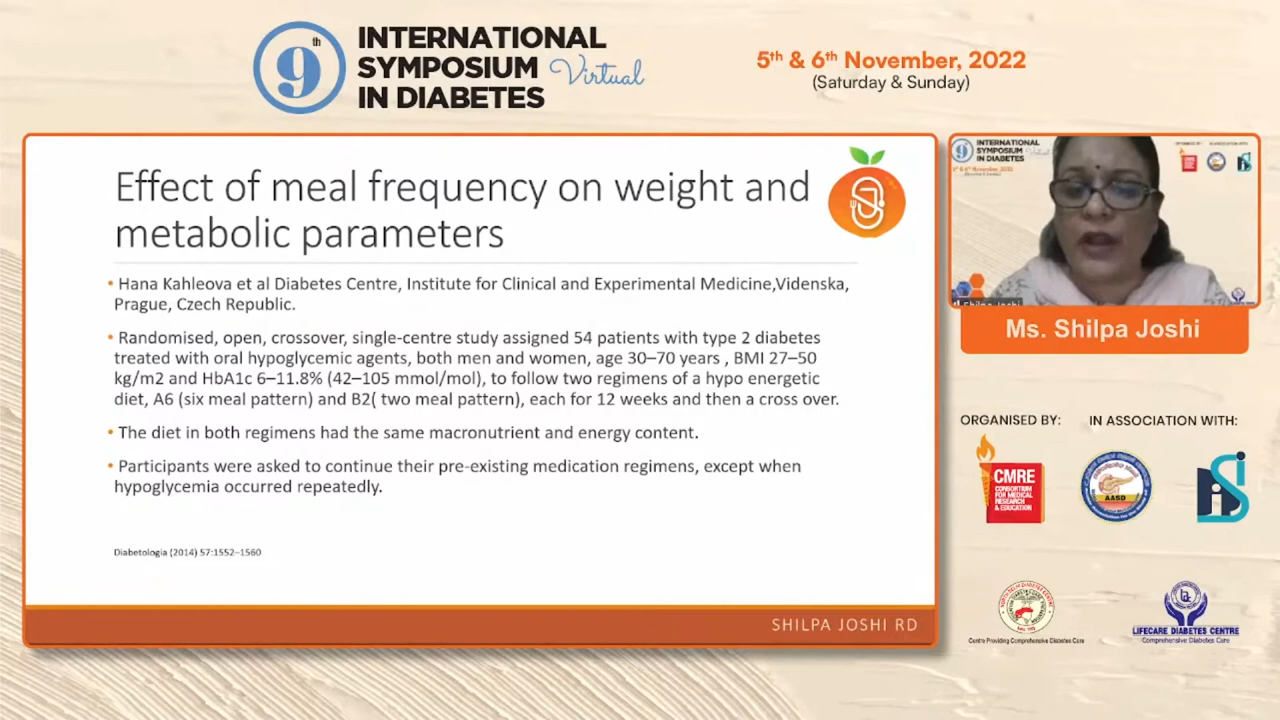 9th
INTERNATIONAL
SYMPOSIUM Virtual
IN DIABETES
5th & 6th November, 2022
(Saturday & Sunday)
Effect of meal frequency on weight and
metabolic parameters
• Hana Kahleova et al Diabetes Centre, Institute for Clinical and Experimental Medicine,Videnska,
Prague, Czech Republic.
• Randomised, open, crossover, single-centre study assigned 54 patients with type 2 diabetes
treated with oral hypoglycemic agents, both men and women, age 30–70 years , BMI 27–50
kg/m2 and HbA1c 6–11.8% (42–105 mmol/mol), to follow two regimens of a hypo energetic
diet, A6 (six meal pattern) and B2( two meal pattern), each for 12 weeks and then a cross over.
• The diet in both regimens had the same macronutrient and energy content.
• Participants were asked to continue their pre-existing medication regimens, except when
hypoglycemia occurred repeatedly.
Diabetologia (2014) 57:1552–1560
SHILPA JOSHI RD
9
INTERNATIONAL
SYMPOSIUM
IN DIABETES
Shilpa Joshi
Ms. Shilpa Joshi
ORGANISED BY:
IN ASSOCIATION WITH:
CMRE
CONSORTIUM
FOR MEDICAL
RESEARCH
& EDUCATION
AASD
Centre Providing Comprehensive Diabetes Care
LIFECARE DIABETES CENTRE
Comprehensive Diabetes Care